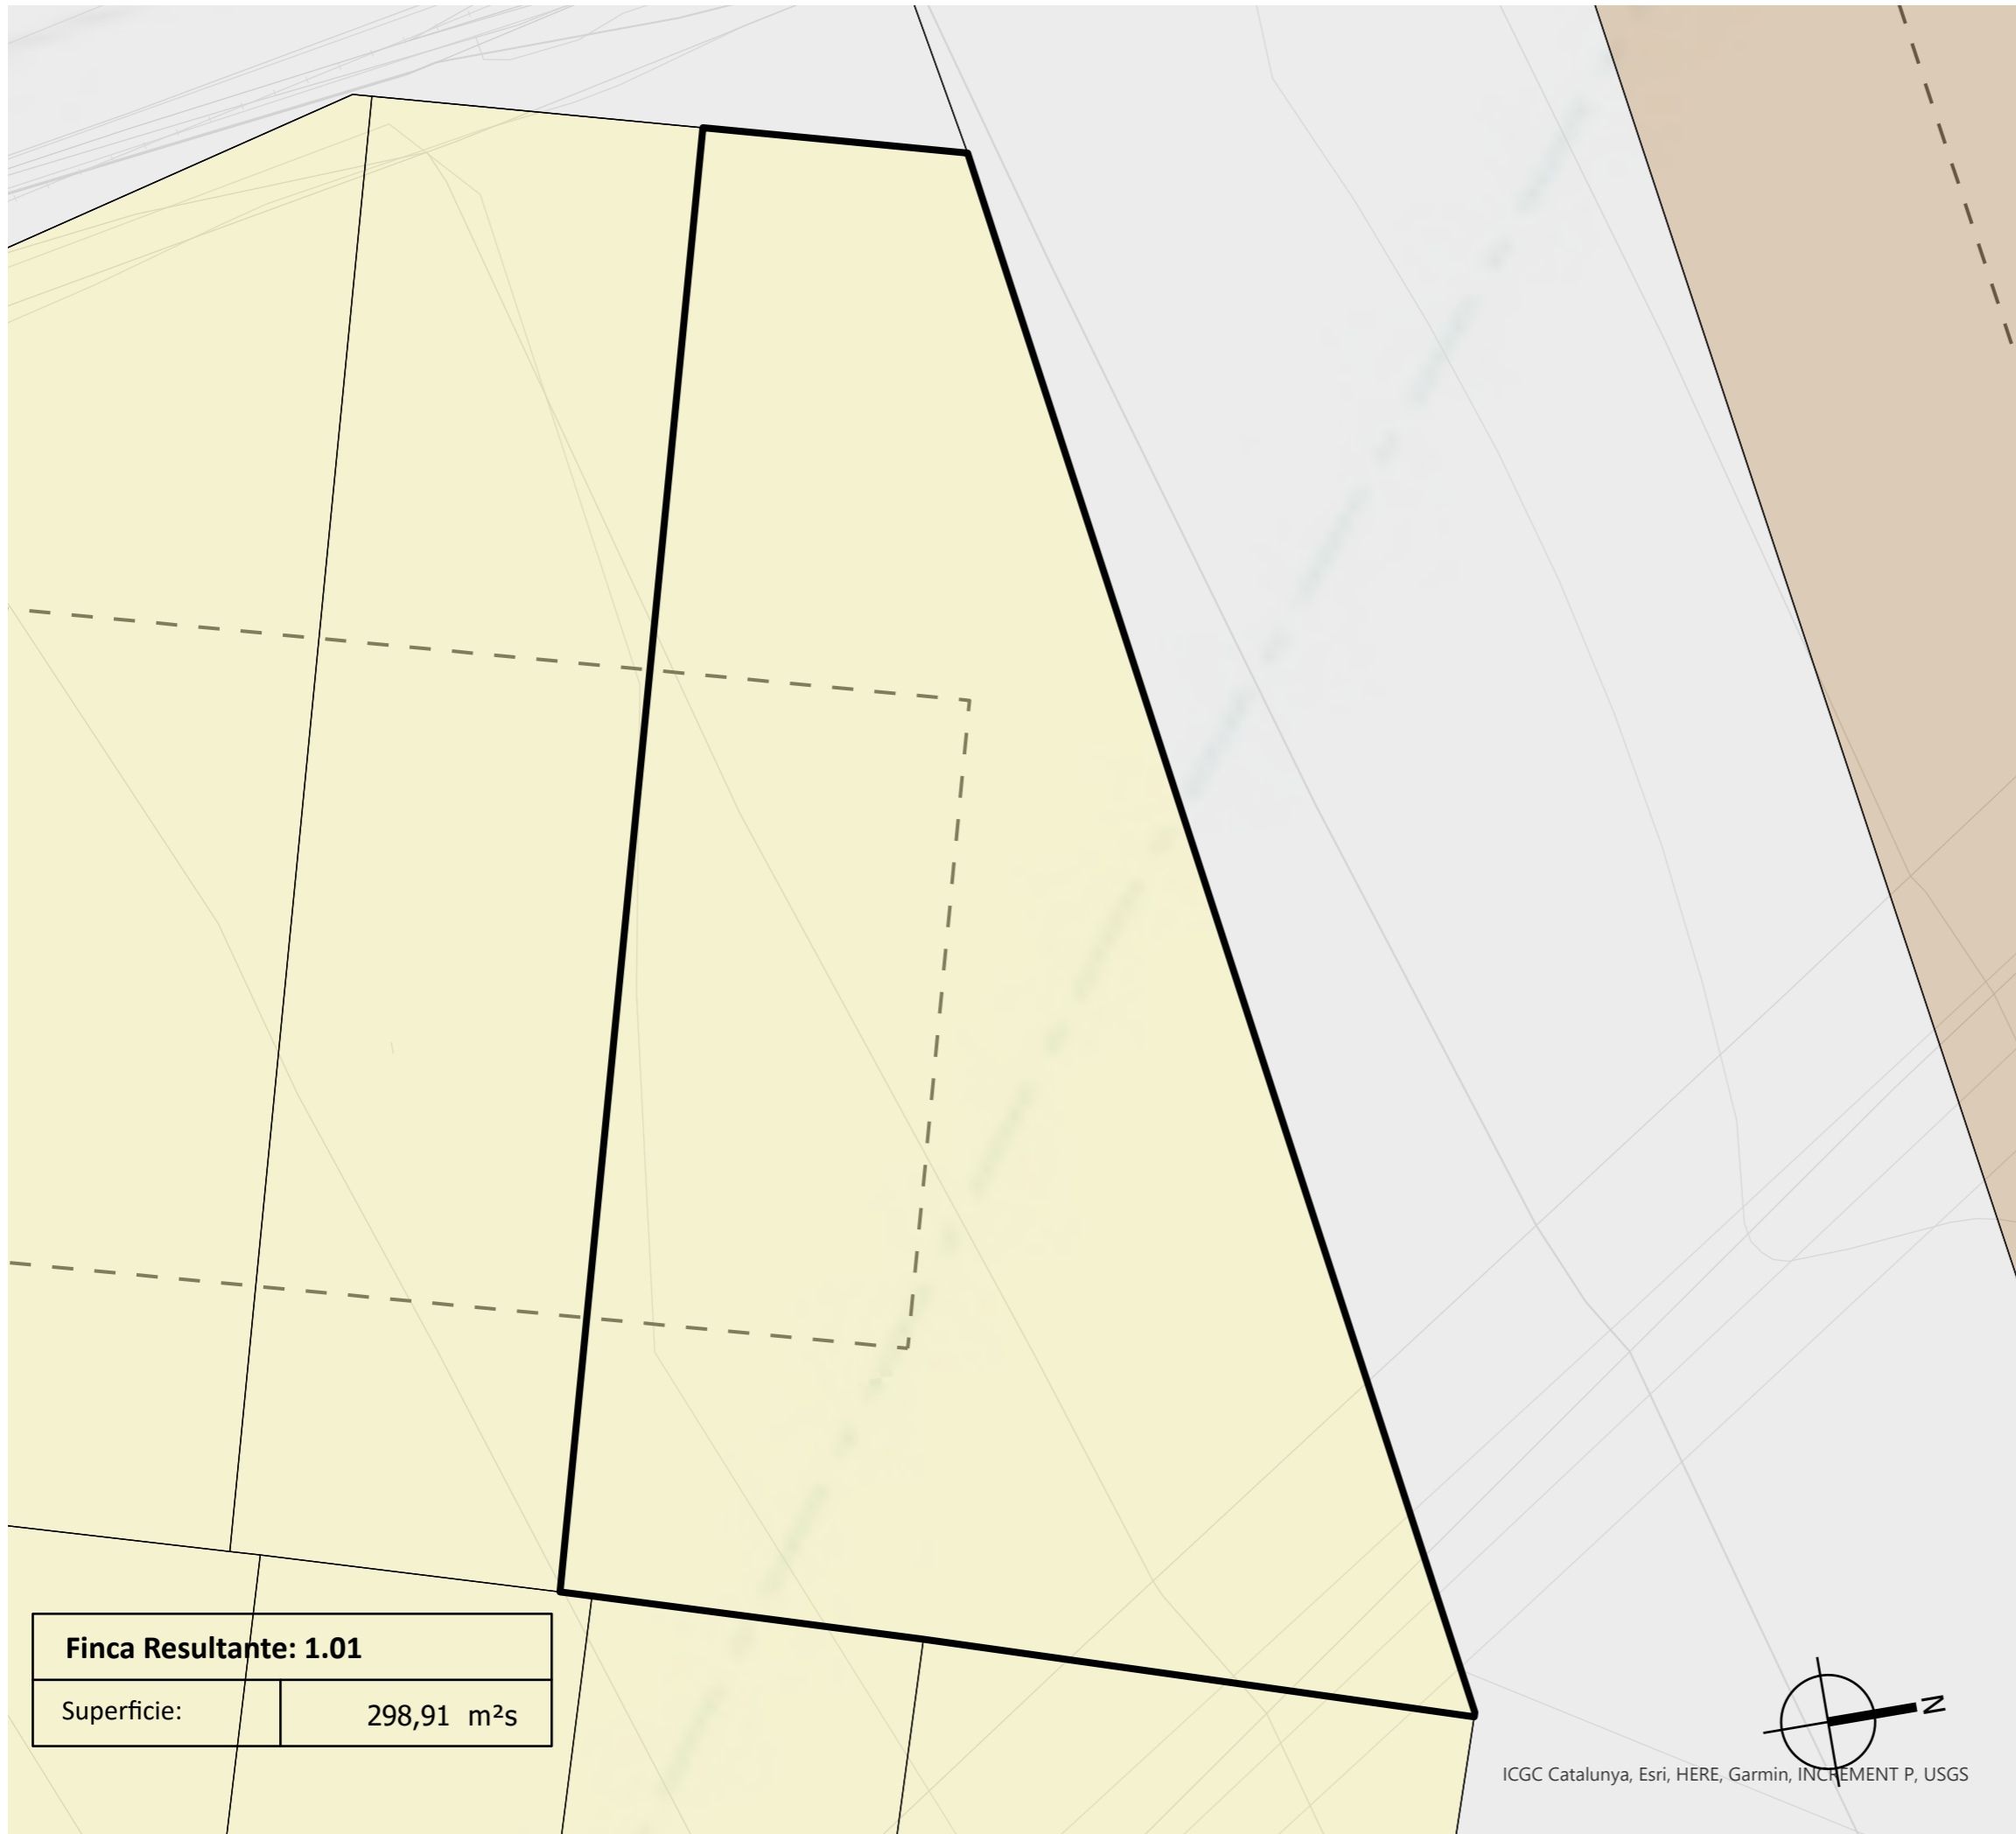 Finca Resultante: 1.01
Superficie: 298,91 m²s
N
ICGC Catalunya, Esri, HERE, Garmin, INCREMENT P, USGS